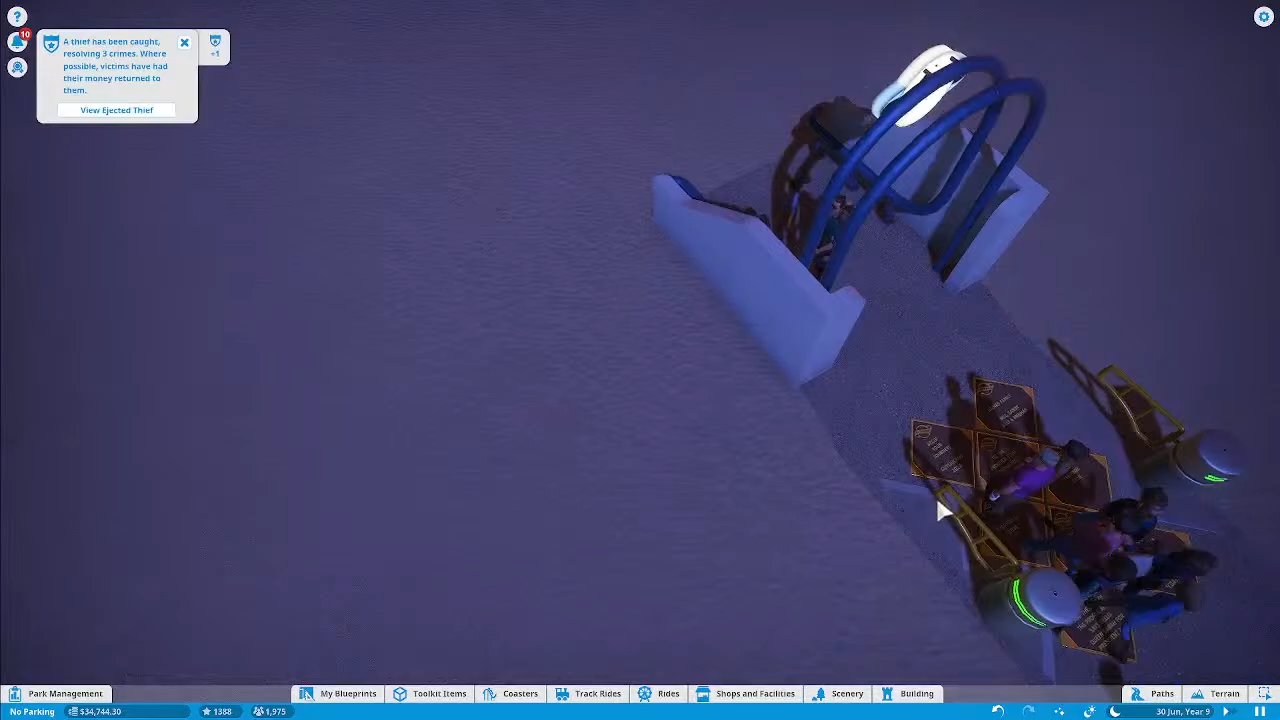 ?
10
A thief has been caught,
resolving 3 crimes. Where
possible, victims have had
their money returned to
them.
View Ejected Thief
+1
Park Management
My Blueprints
Toolkit Items
Coasters
Track Rides
Rides
Shops and Facilities
Scenery
Building
Paths
Terrain
No Parking
$34,744.30
1388
1,975
30 Jun, Year 9